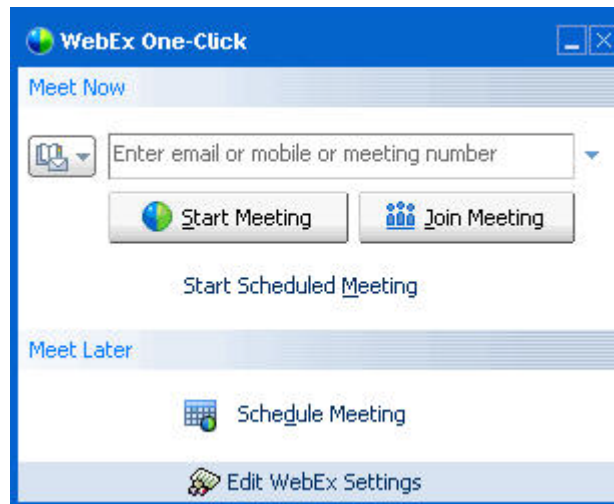 WebEx One-Click
Meet Now
Enter email or mobile or meeting number
Start Meeting Join Meeting
Start Scheduled Meeting
Meet Later
Schedule Meeting
Edit WebEx Settings